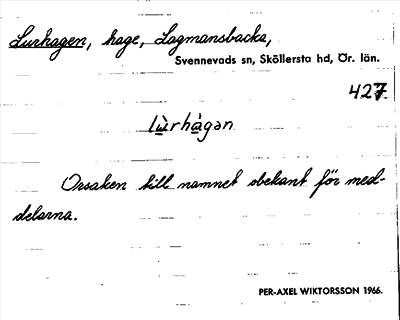 Lurhagen, hage, Lagmansbacka,
Svennevads sn, Sköllersta hd, Ör. län.
427.
lùrhàgən
Orsaken till namnet obekant för med-
delarna.
PER-AXEL WIKTORSSON 1966.